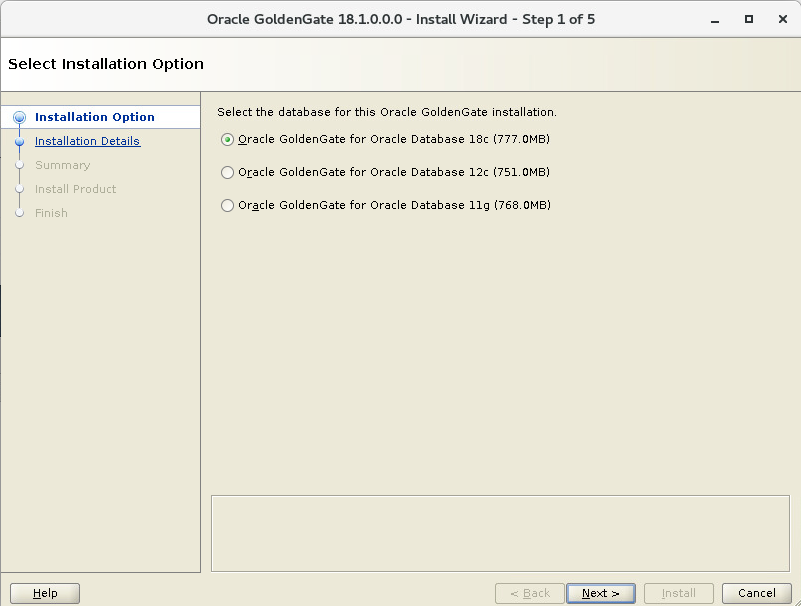 Oracle GoldenGate 18.1.0.0.0 - Install Wizard - Step 1 of 5
Select Installation Option
Installation Option
Installation Details
Summary
Install Product
Finish
Select the database for this Oracle GoldenGate installation.
Oracle GoldenGate for Oracle Database 18c (777.0MB)
Oracle GoldenGate for Oracle Database 12c (751.0MB)
Oracle GoldenGate for Oracle Database 11g (768.0MB)
Help
< Back
Next >
Install
Cancel